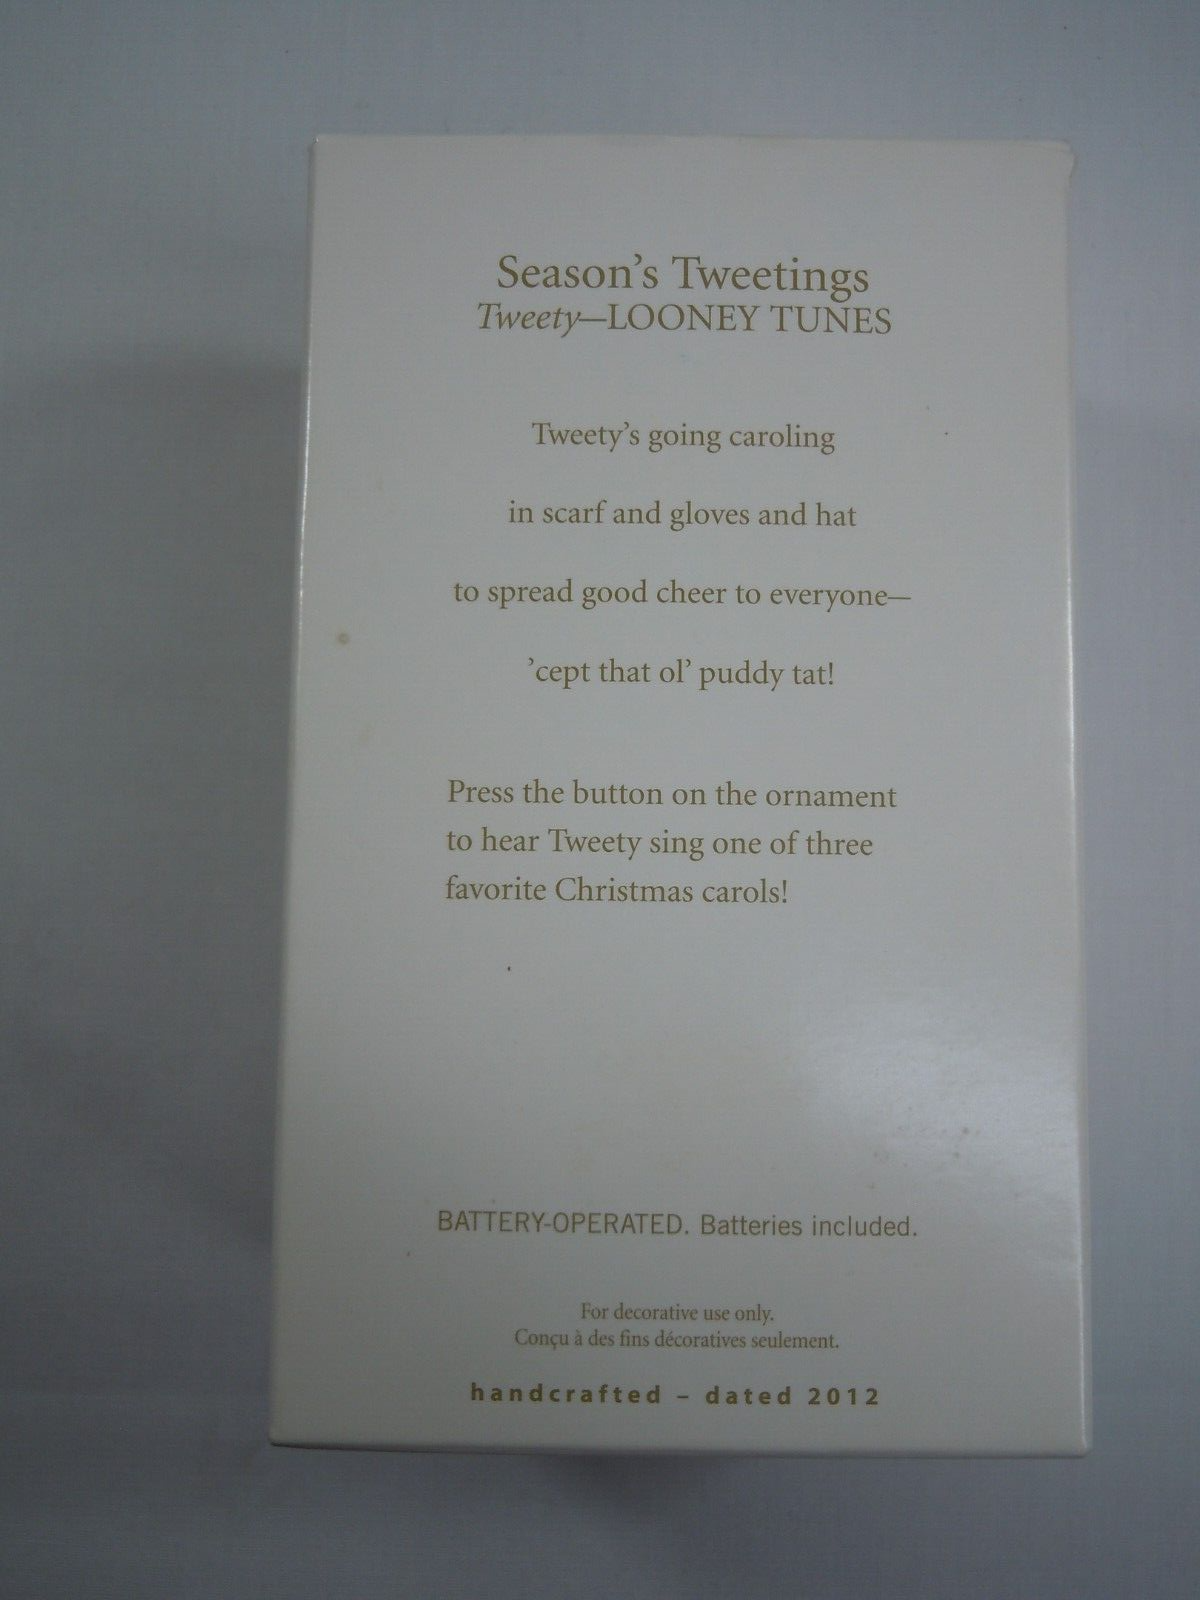 Season’s Tweetings
Tweety—LOONEY TUNES
Tweety’s going caroling
in scarf and gloves and hat
to spread good cheer to everyone—
’cept that ol’ puddy tat!
Press the button on the ornament
to hear Tweety sing one of three
favorite Christmas carols!
BATTERY-OPERATED. Batteries included.
For decorative use only.
Conçu à des fins décoratives seulement.
handcrafted – dated 2012